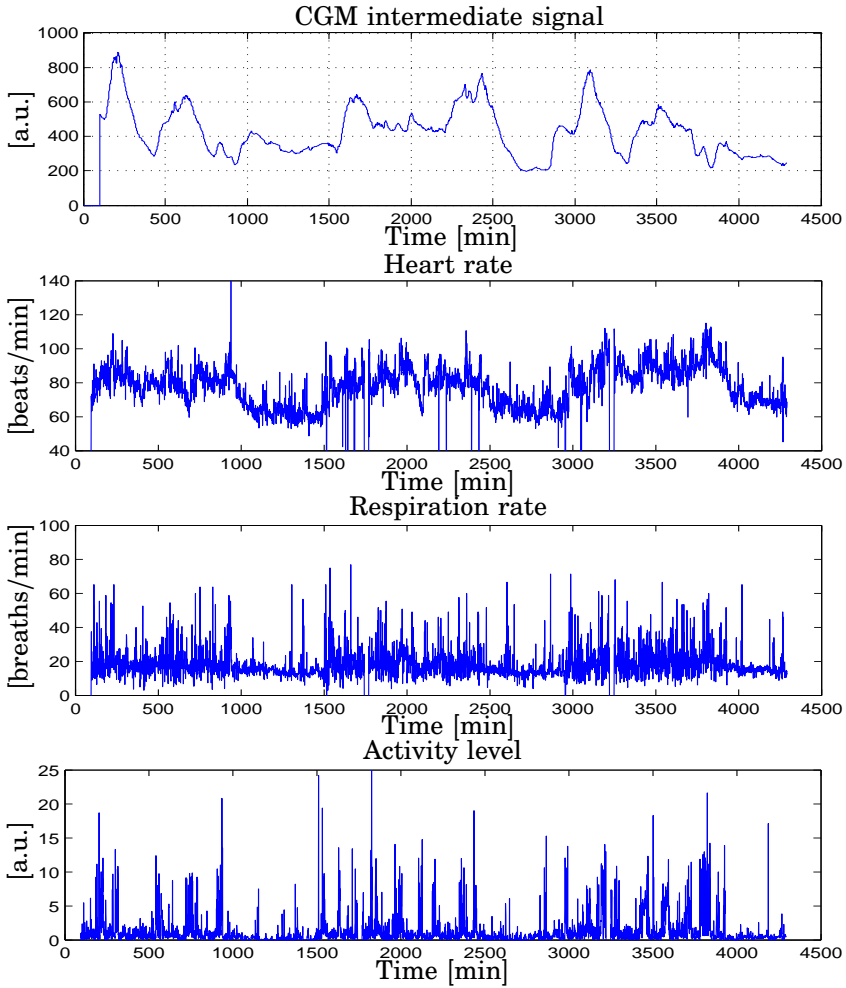 CGM intermediate signal
[a.u.]
1000
800
600
400
200
0
0 500 1000 1500 2000 2500 3000 3500 4000 4500
Time [min]
Heart rate
[beats/min]
140
120
100
80
60
40
0 500 1000 1500 2000 2500 3000 3500 4000 4500
Time [min]
Respiration rate
[breaths/min]
100
80
60
40
20
0
0 500 1000 1500 2000 2500 3000 3500 4000 4500
Time [min]
Activity level
[a.u.]
25
20
15
10
5
0
0 500 1000 1500 2000 2500 3000 3500 4000 4500
Time [min]